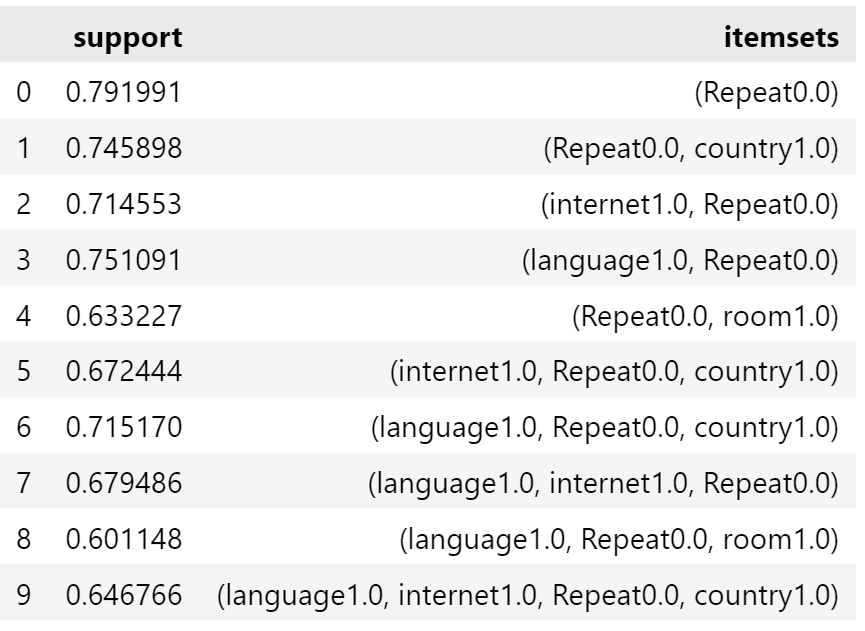 support itemsets
0 0.791991 (Repeat0.0)
1 0.745898 (Repeat0.0, country1.0)
2 0.714553 (internet1.0, Repeat0.0)
3 0.751091 (language1.0, Repeat0.0)
4 0.633227 (Repeat0.0, room1.0)
5 0.672444 (internet1.0, Repeat0.0, country1.0)
6 0.715170 (language1.0, Repeat0.0, country1.0)
7 0.679486 (language1.0, internet1.0, Repeat0.0)
8 0.601148 (language1.0, Repeat0.0, room1.0)
9 0.646766 (language1.0, internet1.0, Repeat0.0, country1.0)